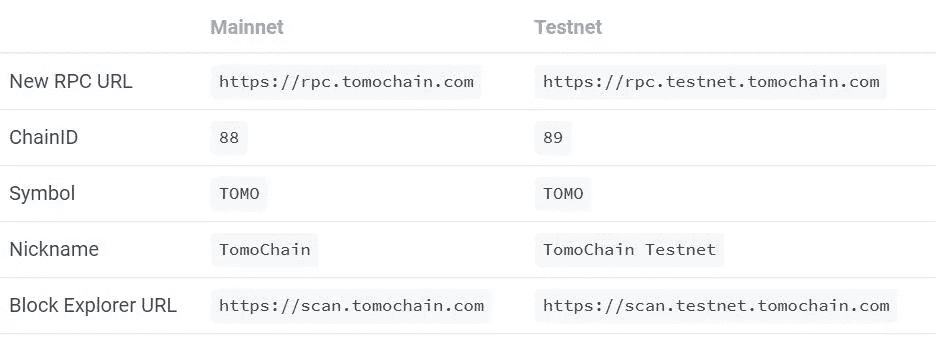 Mainnet Testnet
New RPC URL https://rpc.tomochain.com https://rpc.testnet.tomochain.com
ChainID 88 89
Symbol TOMO TOMO
Nickname TomoChain TomoChain Testnet
Block Explorer URL https://scan.tomochain.com https://scan.testnet.tomochain.com